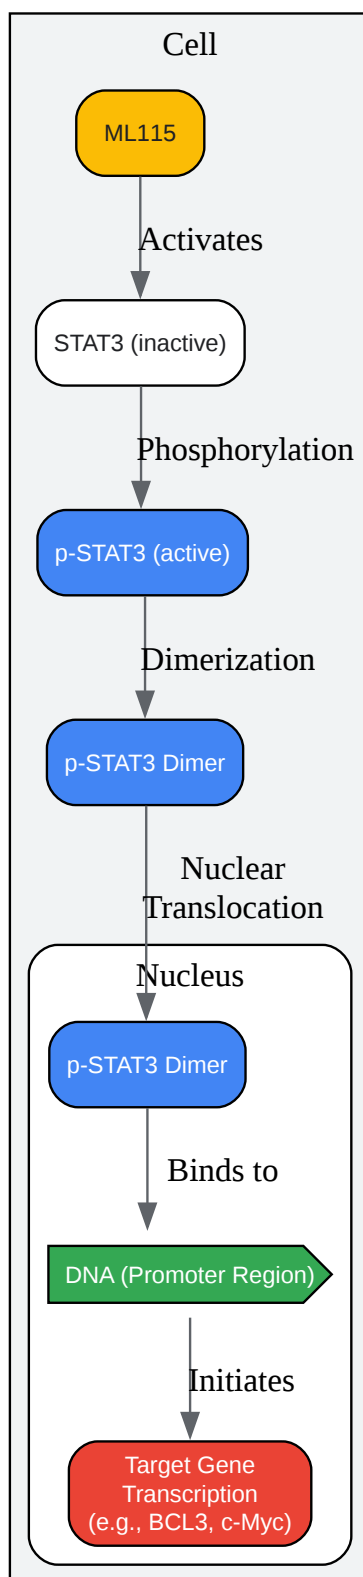 Cell
ML115
Activates
STAT3 (inactive)
Phosphorylation
p-STAT3 (active)
Dimerization
p-STAT3 Dimer
Nuclear
Translocation
Nucleus
p-STAT3 Dimer
Binds to
DNA (Promoter Region)
Initiates
Target Gene
Transcription
(e.g., BCL3, c-Myc)